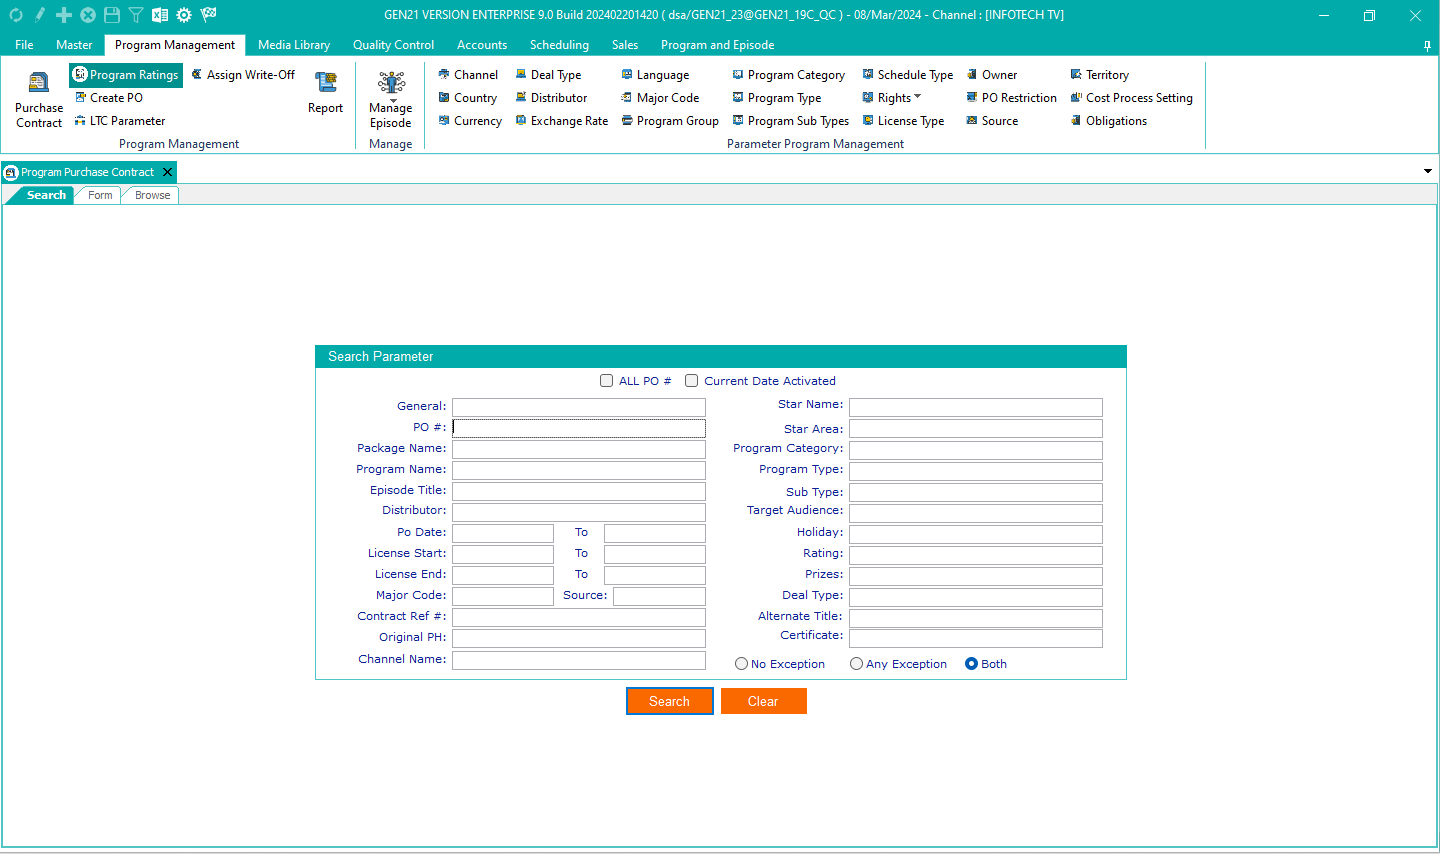 GEN21 VERSION ENTERPRISE 9.0 Build 202402201420 ( dsa/GEN21_23@GEN21_19C_QC ) - 08/Mar/2024 - Channel : [INFOTECH TV]
File Master Program Management Media Library Quality Control Accounts Scheduling Sales Program and Episode
Purchase Contract
Program Ratings
Create PO
LTC Parameter
Assign Write-Off
Report
Program Management
Manage Episode
Manage
Channel Deal Type Language Program Category Schedule Type Owner Territory
Country Distributor Major Code Program Type Rights PO Restriction Cost Process Setting
Currency Exchange Rate Program Group Program Sub Types License Type Source Obligations
Parameter Program Management
Program Purchase Contract
Search Form Browse
Search Parameter
ALL PO # Current Date Activated
General: Star Name:
PO #: Star Area:
Package Name: Program Category:
Program Name: Program Type:
Episode Title: Sub Type:
Distributor: Target Audience:
Po Date: To Holiday:
License Start: To Rating:
License End: To Prizes:
Major Code: Source: Deal Type:
Contract Ref #: Alternate Title:
Original PH: Certificate:
Channel Name: No Exception Any Exception Both
Search Clear